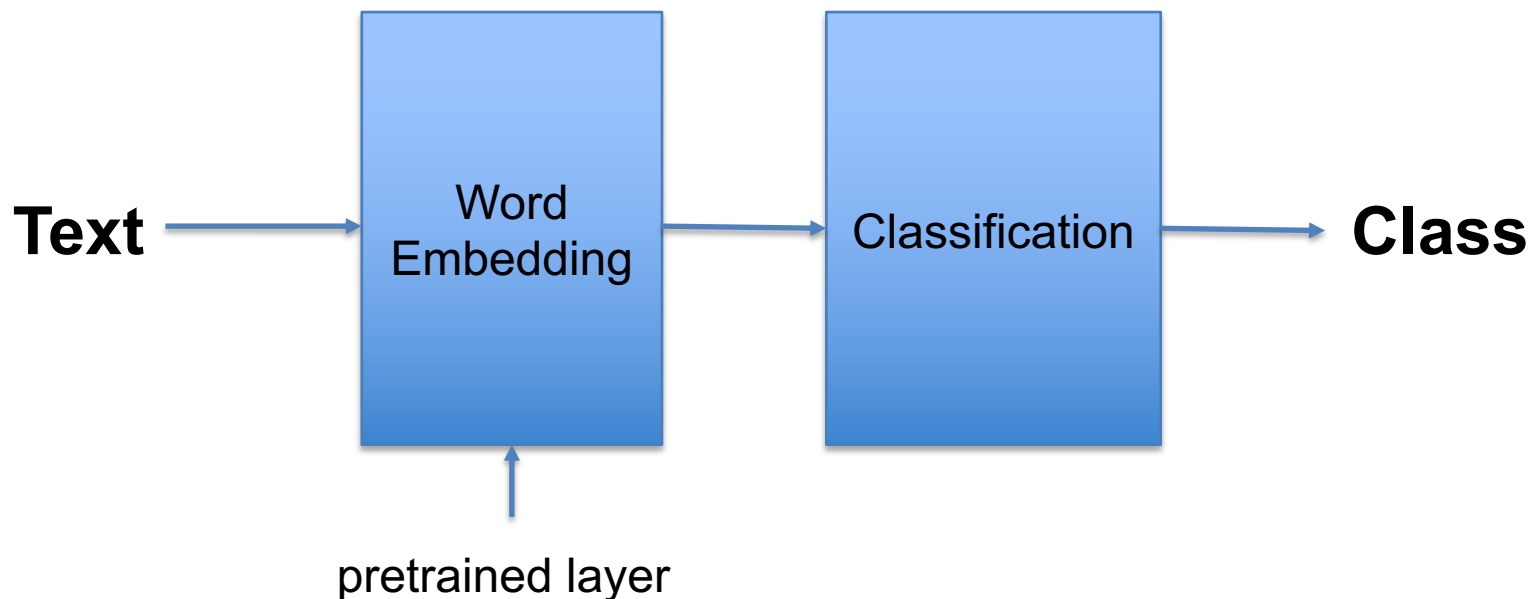 Text
Word
Embedding
Classification
Class
pretrained layer